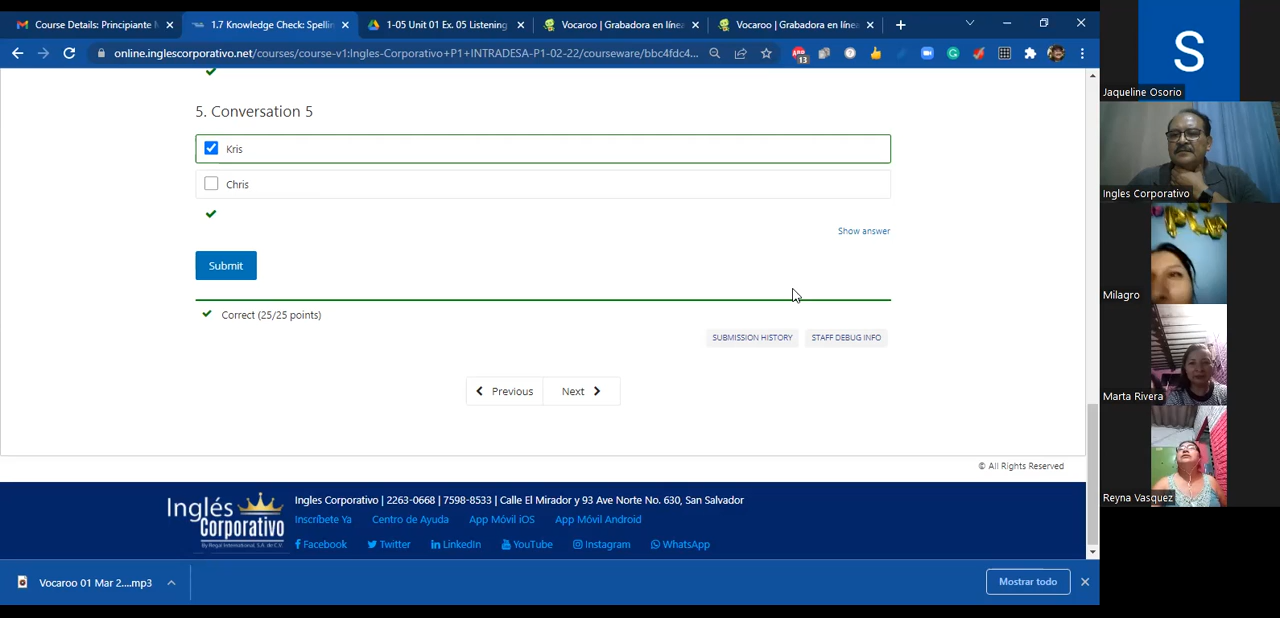 Course Details: Principiante M
1.7 Knowledge Check: Spellin
1-05 Unit 01 Ex. 05 Listening
Vocaroo | Grabadora en línea
Vocaroo | Grabadora en línea
online.inglescorporativo.net/courses/course-v1:Ingles-Corporativo+P1+INTRADESA-P1-02-22/courseware/bbc4fdc4...
13
5. Conversation 5
Kris
Chris
Show answer
Submit
Correct (25/25 points)
SUBMISSION HISTORY
STAFF DEBUG INFO
Previous
Next
© All Rights Reserved
Inglés Corporativo
By Regal International, S.A. de C.V.
Ingles Corporativo | 2263-0668 | 7598-8533 | Calle El Mirador y 93 Ave Norte No. 630, San Salvador
Inscríbete Ya Centro de Ayuda App Móvil iOS App Móvil Android
Facebook Twitter LinkedIn YouTube Instagram WhatsApp
Vocaroo 01 Mar 2....mp3
Mostrar todo
S
Jaqueline Osorio
Ingles Corporativo
Milagro
Marta Rivera
Reyna Vasquez